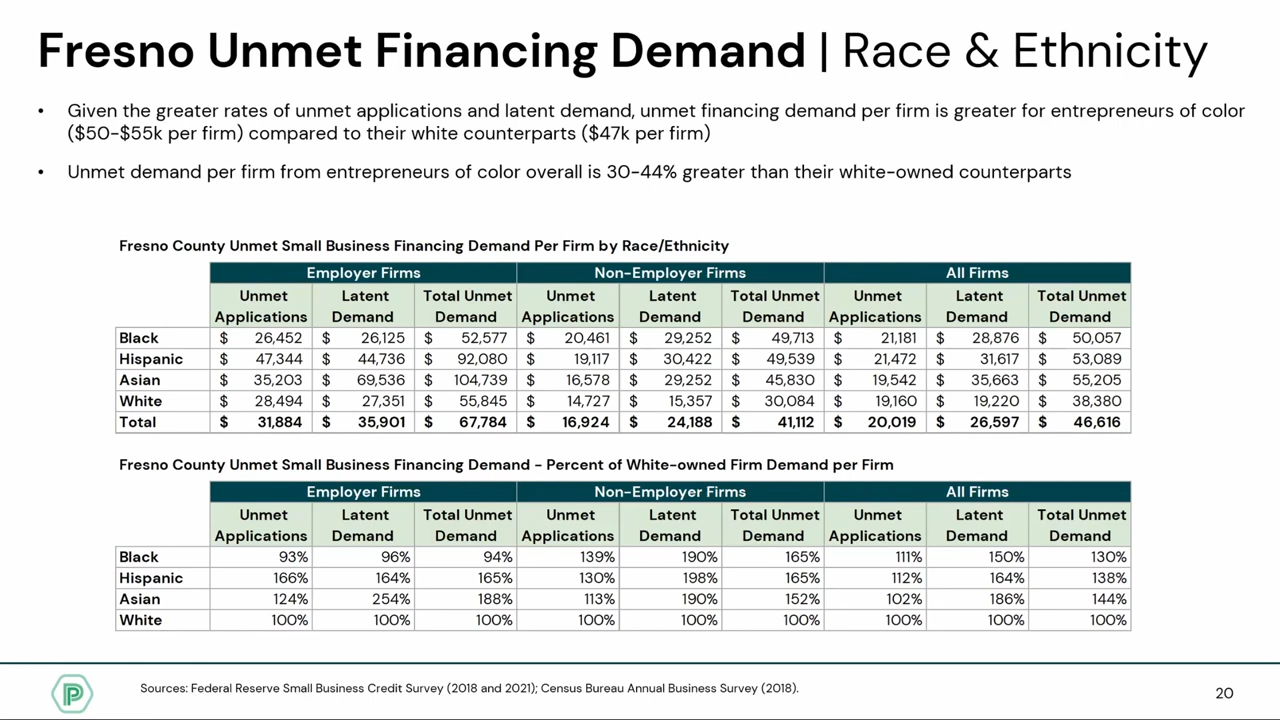 Fresno Unmet Financing Demand | Race & Ethnicity
• Given the greater rates of unmet applications and latent demand, unmet financing demand per firm is greater for entrepreneurs of color
($50-$55k per firm) compared to their white counterparts ($47k per firm)
• Unmet demand per firm from entrepreneurs of color overall is 30-44% greater than their white-owned counterparts
Fresno County Unmet Small Business Financing Demand Per Firm by Race/Ethnicity
Employer Firms Non-Employer Firms All Firms
Unmet Latent Total Unmet Unmet Latent Total Unmet Unmet Latent Total Unmet
Applications Demand Demand Applications Demand Demand Applications Demand Demand
Black $ 26,452 $ 26,125 $ 52,577 $ 20,461 $ 29,252 $ 49,713 $ 21,181 $ 28,876 $ 50,057
Hispanic $ 47,344 $ 44,736 $ 92,080 $ 19,117 $ 30,422 $ 49,539 $ 21,472 $ 31,617 $ 53,089
Asian $ 35,203 $ 69,536 $ 104,739 $ 16,578 $ 29,252 $ 45,830 $ 19,542 $ 35,663 $ 55,205
White $ 28,494 $ 27,351 $ 55,845 $ 14,727 $ 15,357 $ 30,084 $ 19,160 $ 19,220 $ 38,380
Total $ 31,884 $ 35,901 $ 67,784 $ 16,924 $ 24,188 $ 41,112 $ 20,019 $ 26,597 $ 46,616
Fresno County Unmet Small Business Financing Demand - Percent of White-owned Firm Demand per Firm
Employer Firms Non-Employer Firms All Firms
Unmet Latent Total Unmet Unmet Latent Total Unmet Unmet Latent Total Unmet
Applications Demand Demand Applications Demand Demand Applications Demand Demand
Black 93% 96% 94% 139% 190% 165% 111% 150% 130%
Hispanic 166% 164% 165% 130% 198% 165% 112% 164% 138%
Asian 124% 254% 188% 113% 190% 152% 102% 186% 144%
White 100% 100% 100% 100% 100% 100% 100% 100% 100%
P
Sources: Federal Reserve Small Business Credit Survey (2018 and 2021); Census Bureau Annual Business Survey (2018).
20